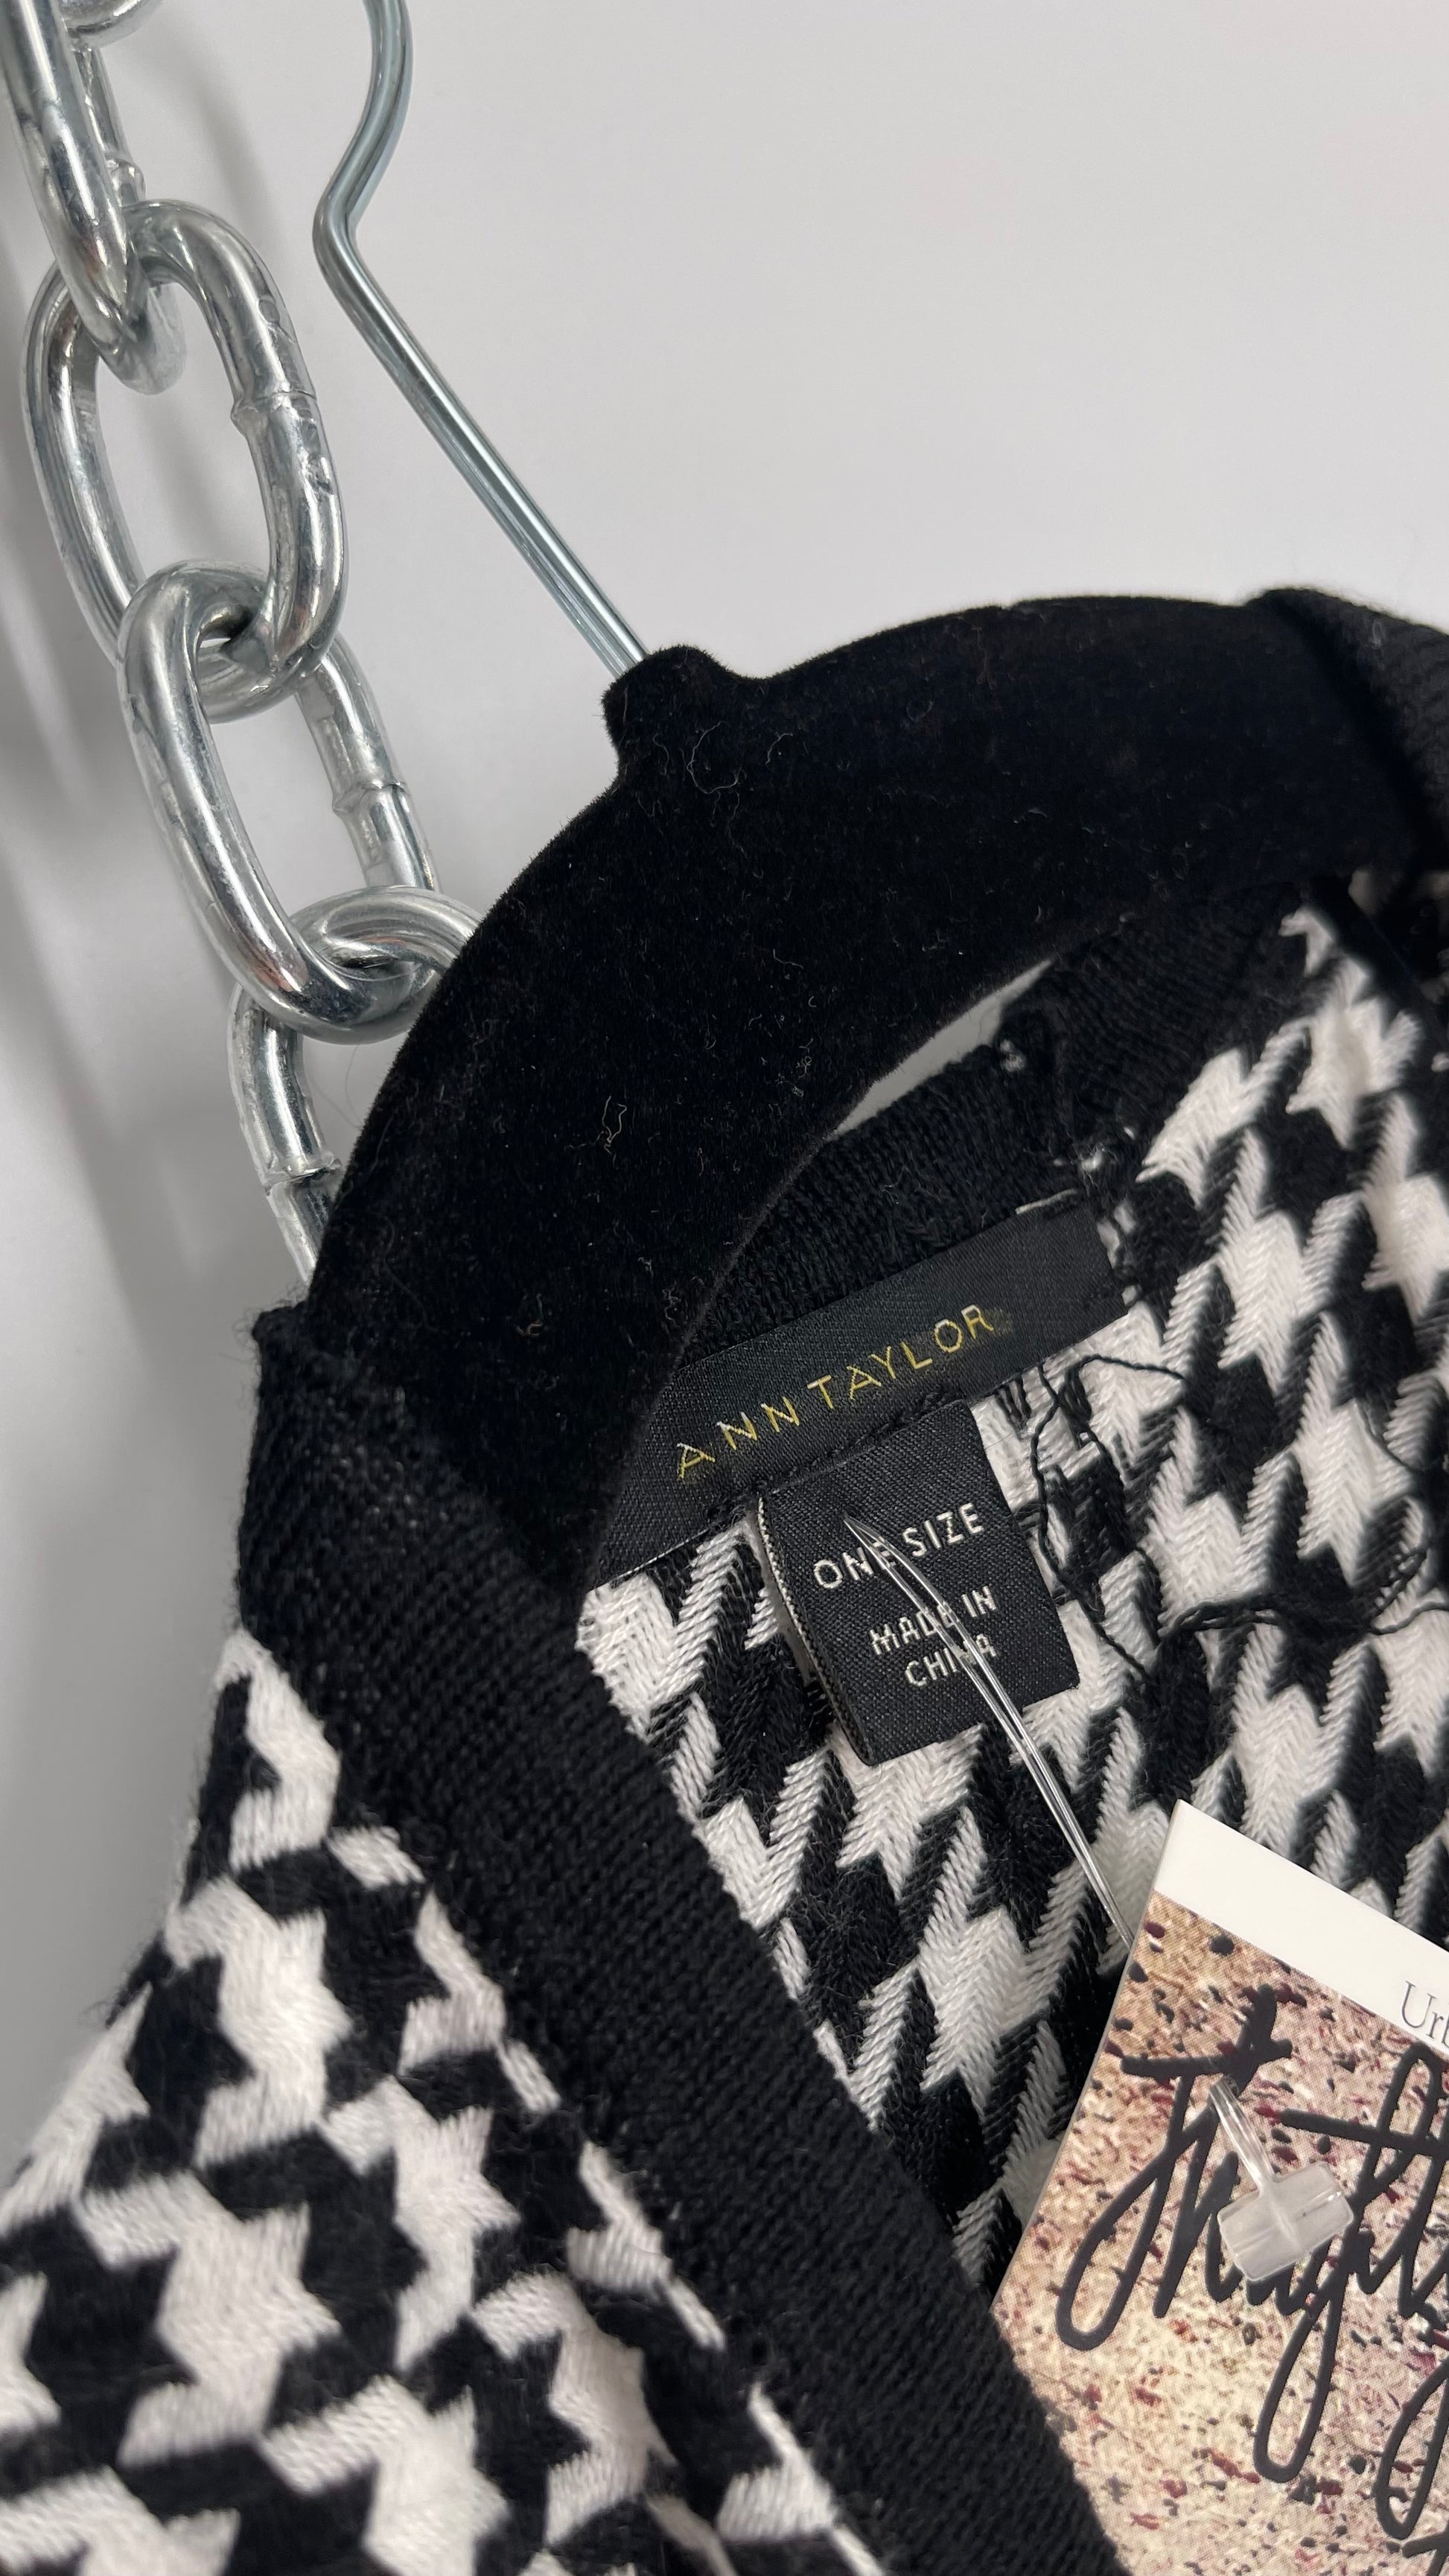 ANN TAYLOR
ONE SIZE
MADE IN
CHINA